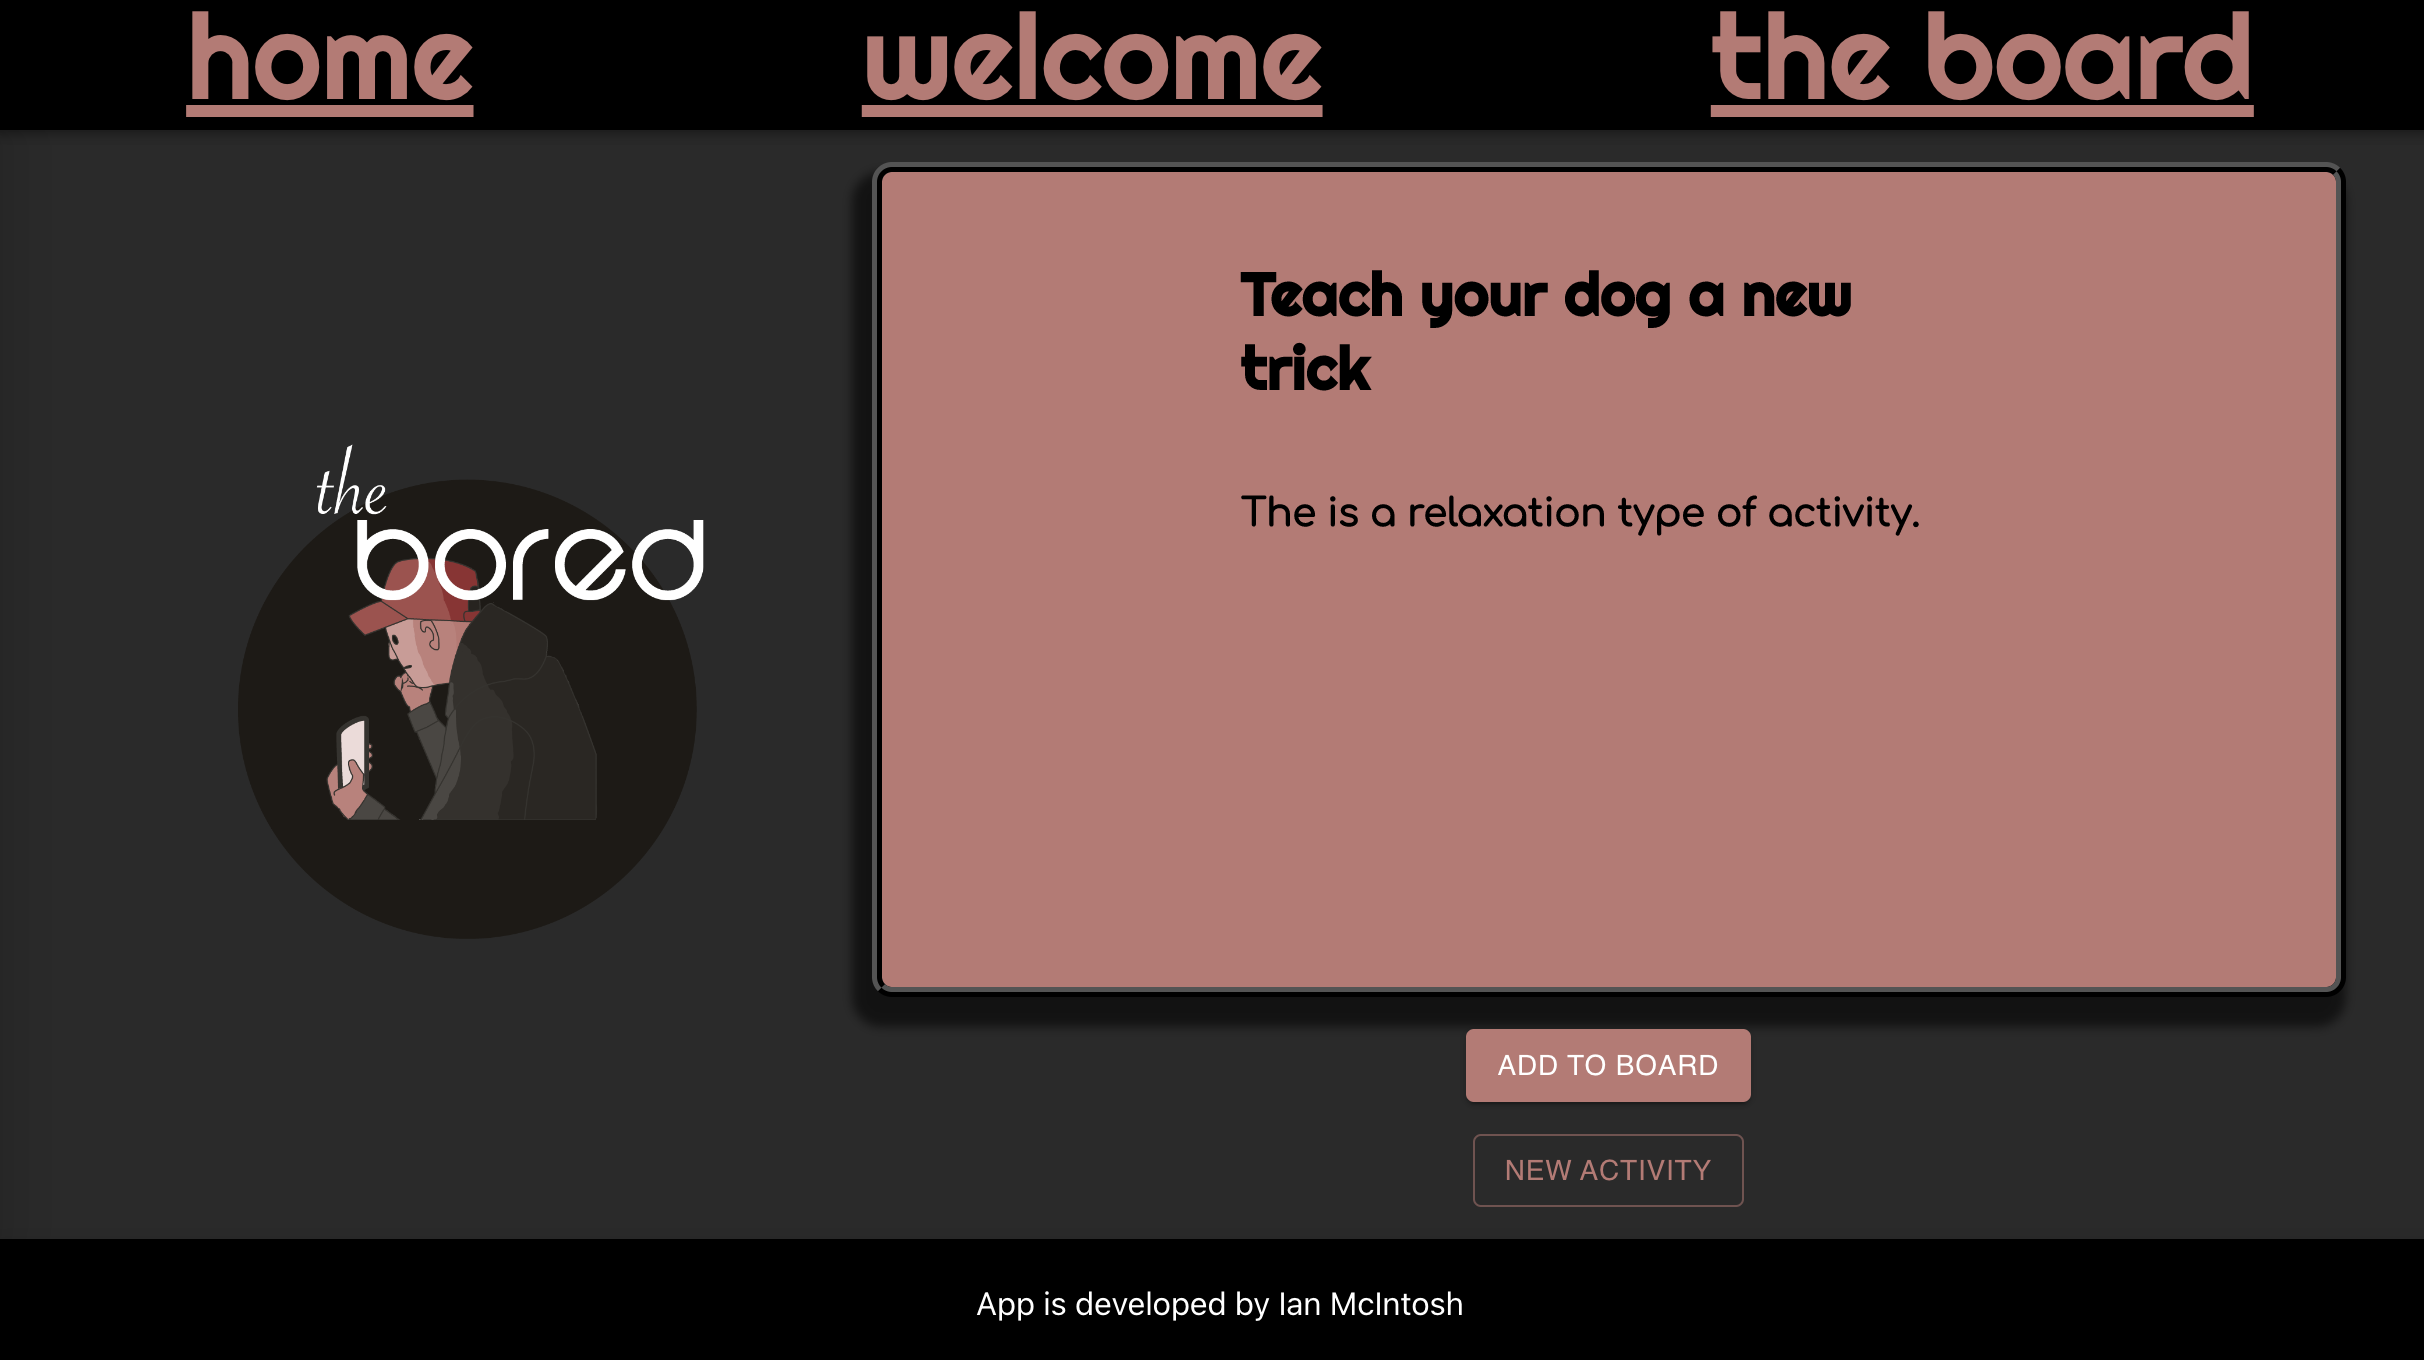 home
welcome
the board
the
bored
Teach your dog a new
trick
The is a relaxation type of activity.
ADD TO BOARD
NEW ACTIVITY
App is developed by Ian McIntosh